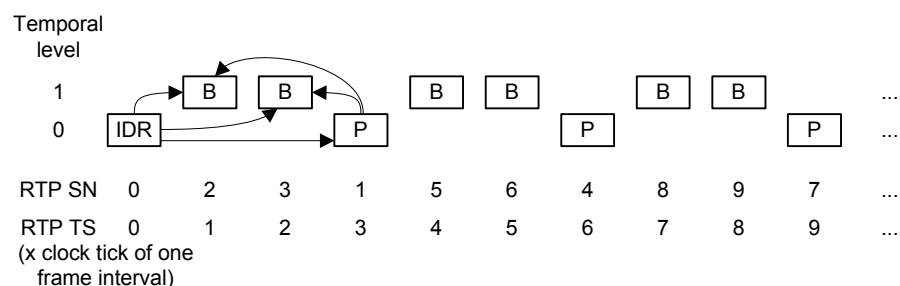 Temporal
level
1 B B B B B B ...
0 IDR P P P ...
RTP SN 0 2 3 1 5 6 4 8 9 7 ...
RTP TS 0 1 2 3 4 5 6 7 8 9 ...
(x clock tick of one
frame interval)